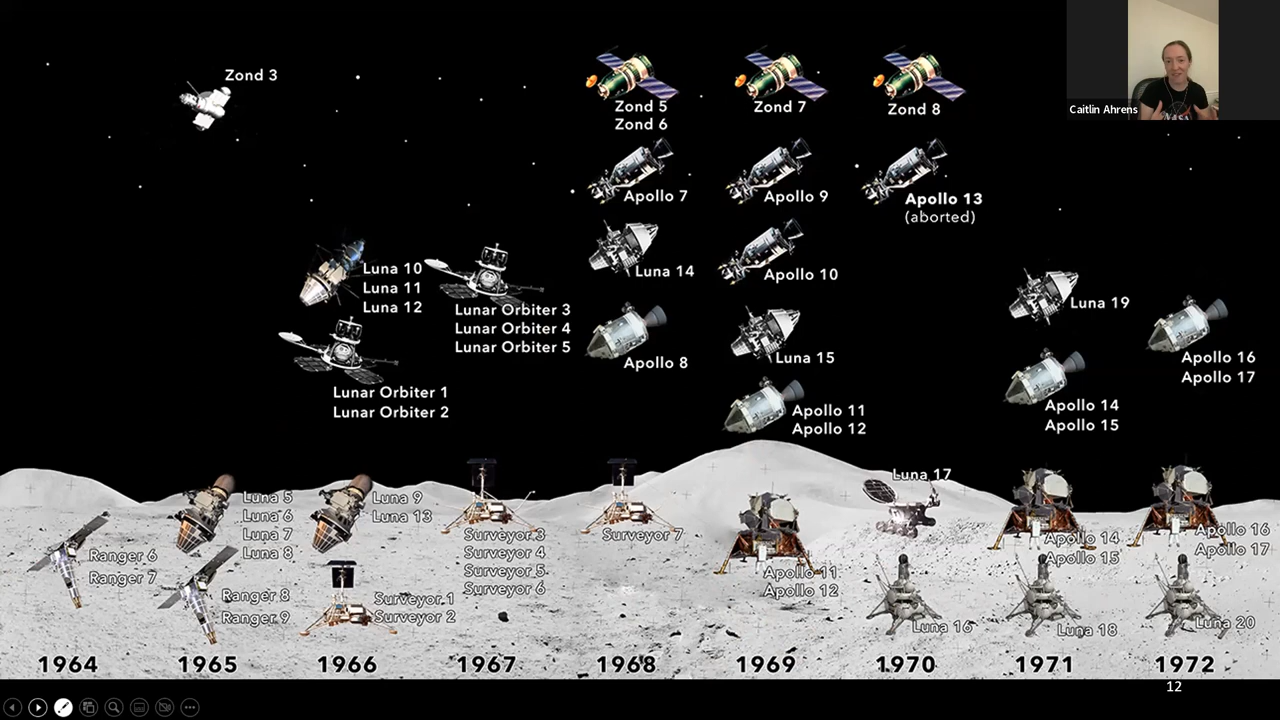 Zond 3
Zond 5
Zond 6
Zond 7
Zond 8
Caitlin Ahrens
NASA
Apollo 7
Apollo 9
Apollo 13
(aborted)
Luna 10
Luna 11
Luna 12
Lunar Orbiter 3
Lunar Orbiter 4
Lunar Orbiter 5
Luna 14
Apollo 10
Luna 19
Lunar Orbiter 1
Lunar Orbiter 2
Apollo 8
Luna 15
Apollo 16
Apollo 17
Apollo 11
Apollo 12
Apollo 14
Apollo 15
Ranger 6
Ranger 7
Luna 5
Luna 6
Luna 7
Luna 8
Ranger 8
Ranger 9
Luna 9
Luna 13
Surveyor 1
Surveyor 2
Surveyor 3
Surveyor 4
Surveyor 5
Surveyor 6
Surveyor 7
Apollo 11
Apollo 12
Luna 17
Luna 16
Apollo 14
Apollo 15
Luna 18
Apollo 16
Apollo 17
Luna 20
1964 1965 1966 1967 1968 1969 1970 1971 1972
12